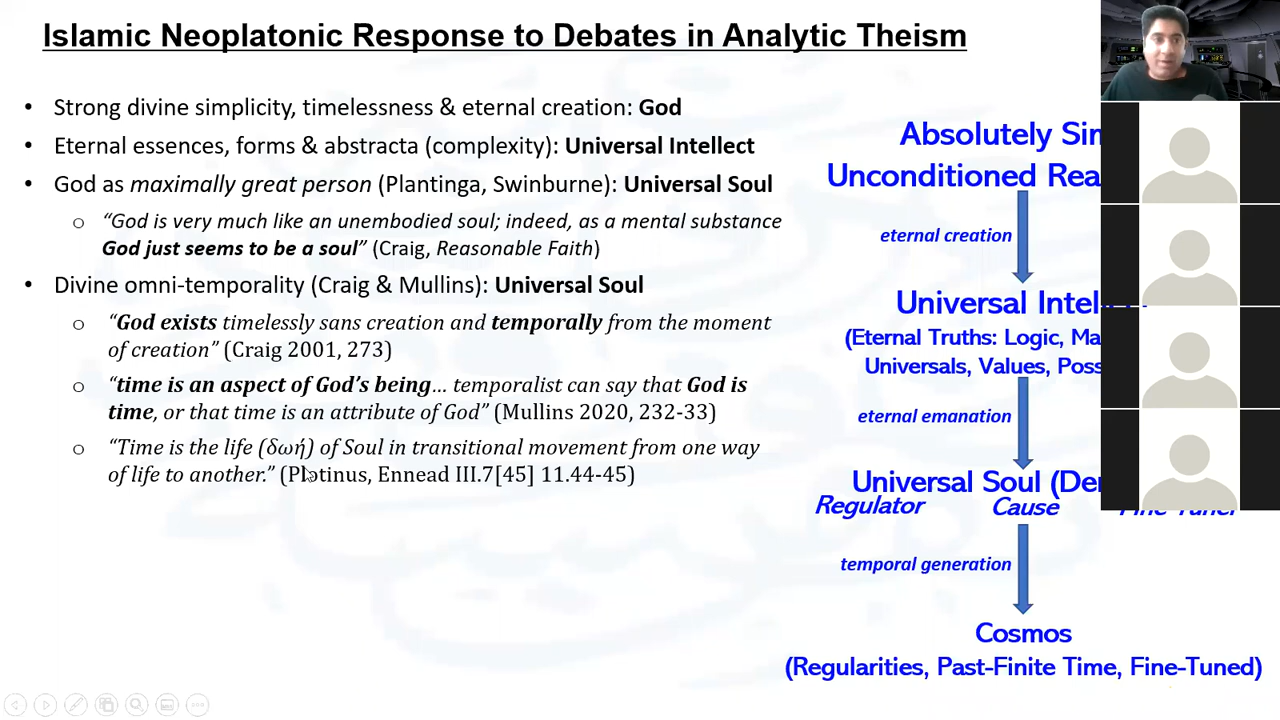 Islamic Neoplatonic Response to Debates in Analytic Theism
• Strong divine simplicity, timelessness & eternal creation: God
• Eternal essences, forms & abstracta (complexity): Universal Intellect
• God as maximally great person (Plantinga, Swinburne): Universal Soul
o “God is very much like an unembodied soul; indeed, as a mental substance
God just seems to be a soul” (Craig, Reasonable Faith)
• Divine omni-temporality (Craig & Mullins): Universal Soul
o “God exists timelessly sans creation and temporally from the moment
of creation” (Craig 2001, 273)
o “time is an aspect of God’s being… temporalist can say that God is
time, or that time is an attribute of God” (Mullins 2020, 232-33)
o “Time is the life (δωή) of Soul in transitional movement from one way
of life to another.” (Plotinus, Ennead III.7[45] 11.44-45)
Absolutely
Unconditioned
eternal creation
Universal
(Eternal Truths: Logic,
Universals, Values,
eternal emanation
Universal Soul
Regulator Cause
temporal generation
Cosmos
(Regularities, Past-Finite Time, Fine-Tuned)